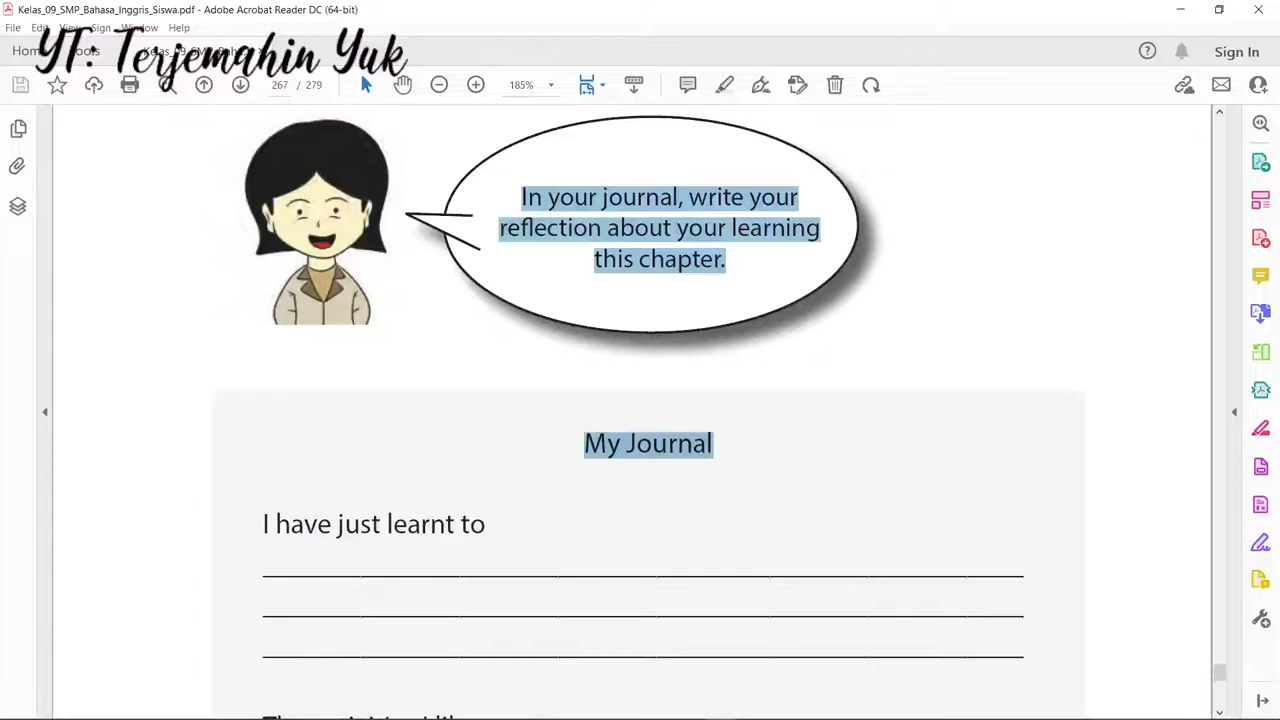 Kelas_09_SMP_Bahasa_Inggris_Siswa.pdf - Adobe Acrobat Reader DC (64-bit)
File Edit View Sign Window Help
YT: Terjemahin Yuk
Sign In
267 / 279
185%
In your journal, write your
reflection about your learning
this chapter.
My Journal
I have just learnt to